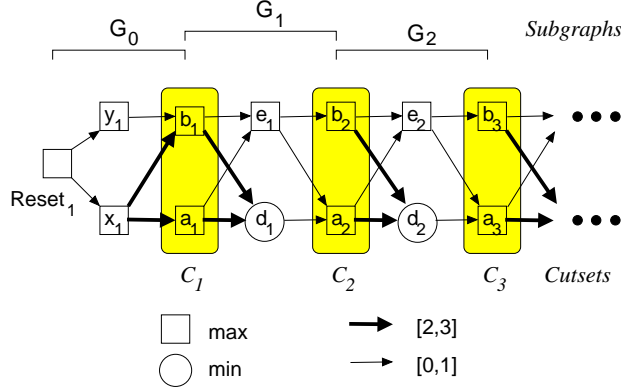 G0 G1 G2 Subgraphs
y1 b1 e1 b2 e2 b3
Reset1
x1 a1 d1 a2 d2 a3
C1 C2 C3 Cutsets
max [2,3]
min [0,1]